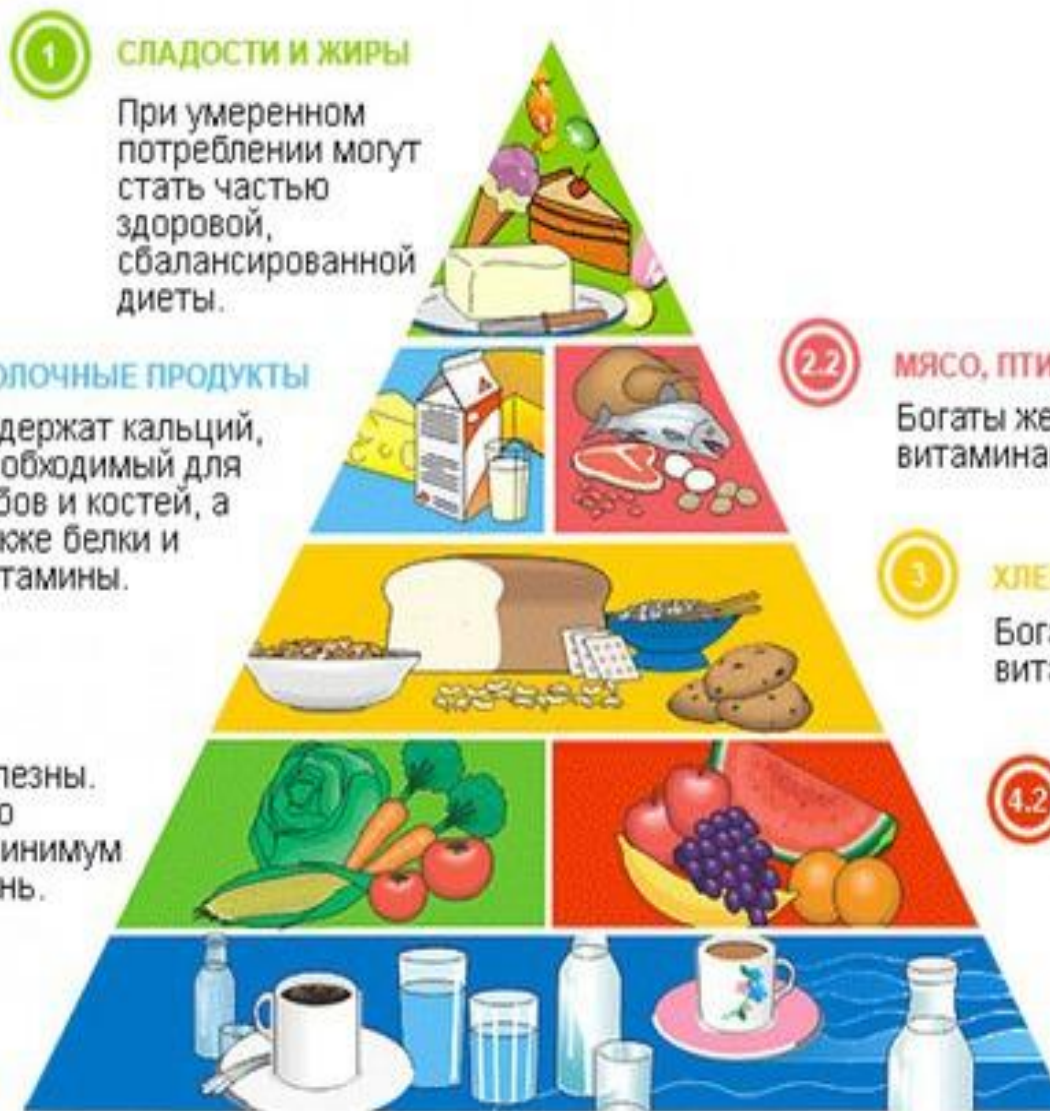 1
СЛАДОСТИ И ЖИРЫ
При умеренном
потреблении могут
стать частью
здоровой,
сбалансированной
диеты.
ОЛОЧНЫЕ ПРОДУКТЫ
держат кальций,
обходимый для
бов и костей, а
кже белки и
тамины.
2.2
МЯСО, ПТИ
Богаты же
витамина
3
ХЛЕ
Бога
вита
лезны.
о
инимум
нь.
4.2